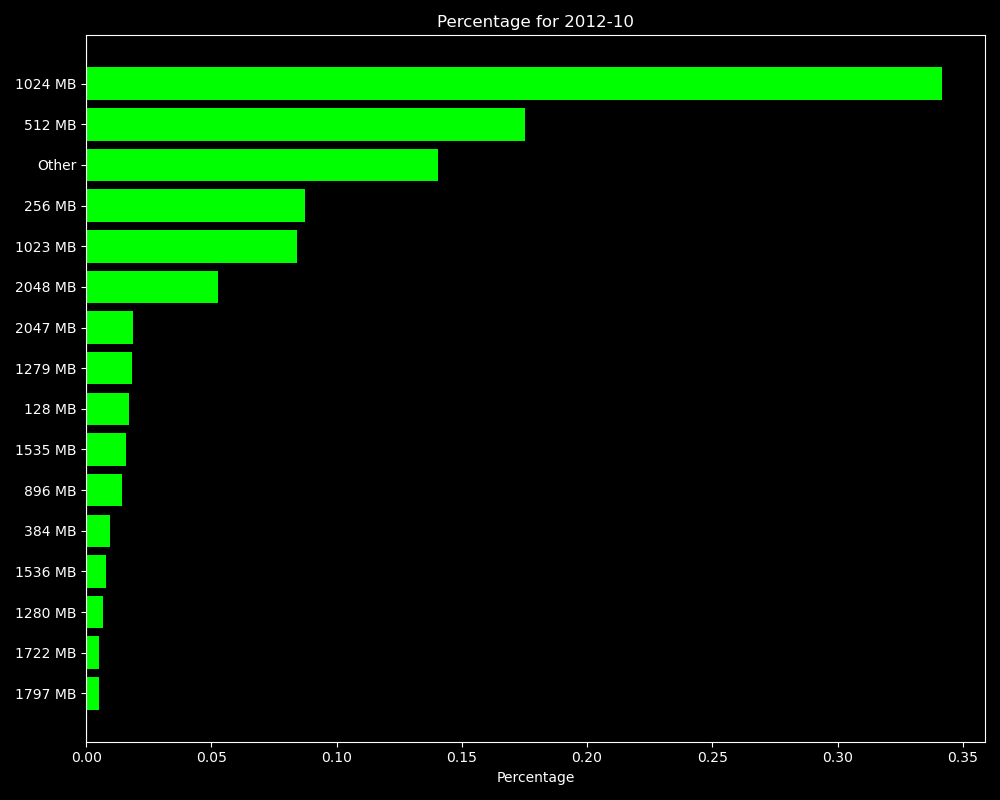 Percentage for 2012-10
1024 MB
512 MB
Other
256 MB
1023 MB
2048 MB
2047 MB
1279 MB
128 MB
1535 MB
896 MB
384 MB
1536 MB
1280 MB
1722 MB
1797 MB
0.00 0.05 0.10 0.15 0.20 0.25 0.30 0.35
Percentage